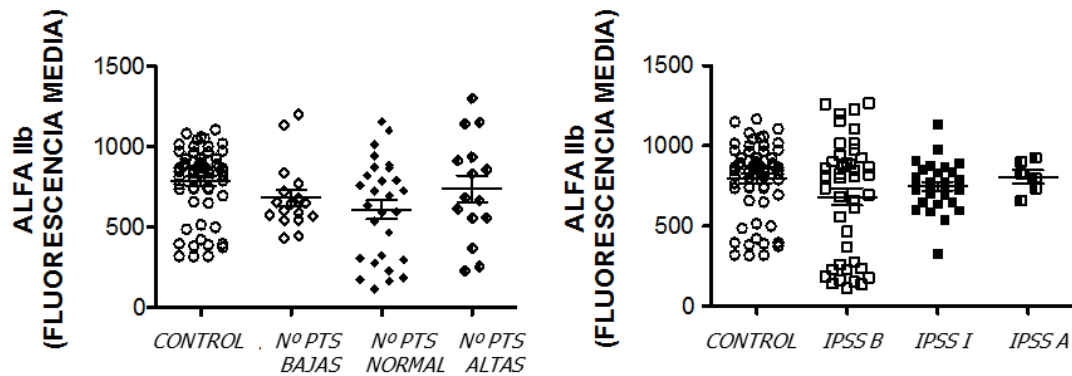 ALFA IIb
(FLUORESCENCIA MEDIA)
1500
1000
500
0
CONTROL
Nº PTS
BAJAS
Nº PTS
NORMAL
Nº PTS
ALTAS
ALFA IIb
(FLUORESCENCIA MEDIA)
1500
1000
500
0
CONTROL
IPSS B
IPSS I
IPSS A